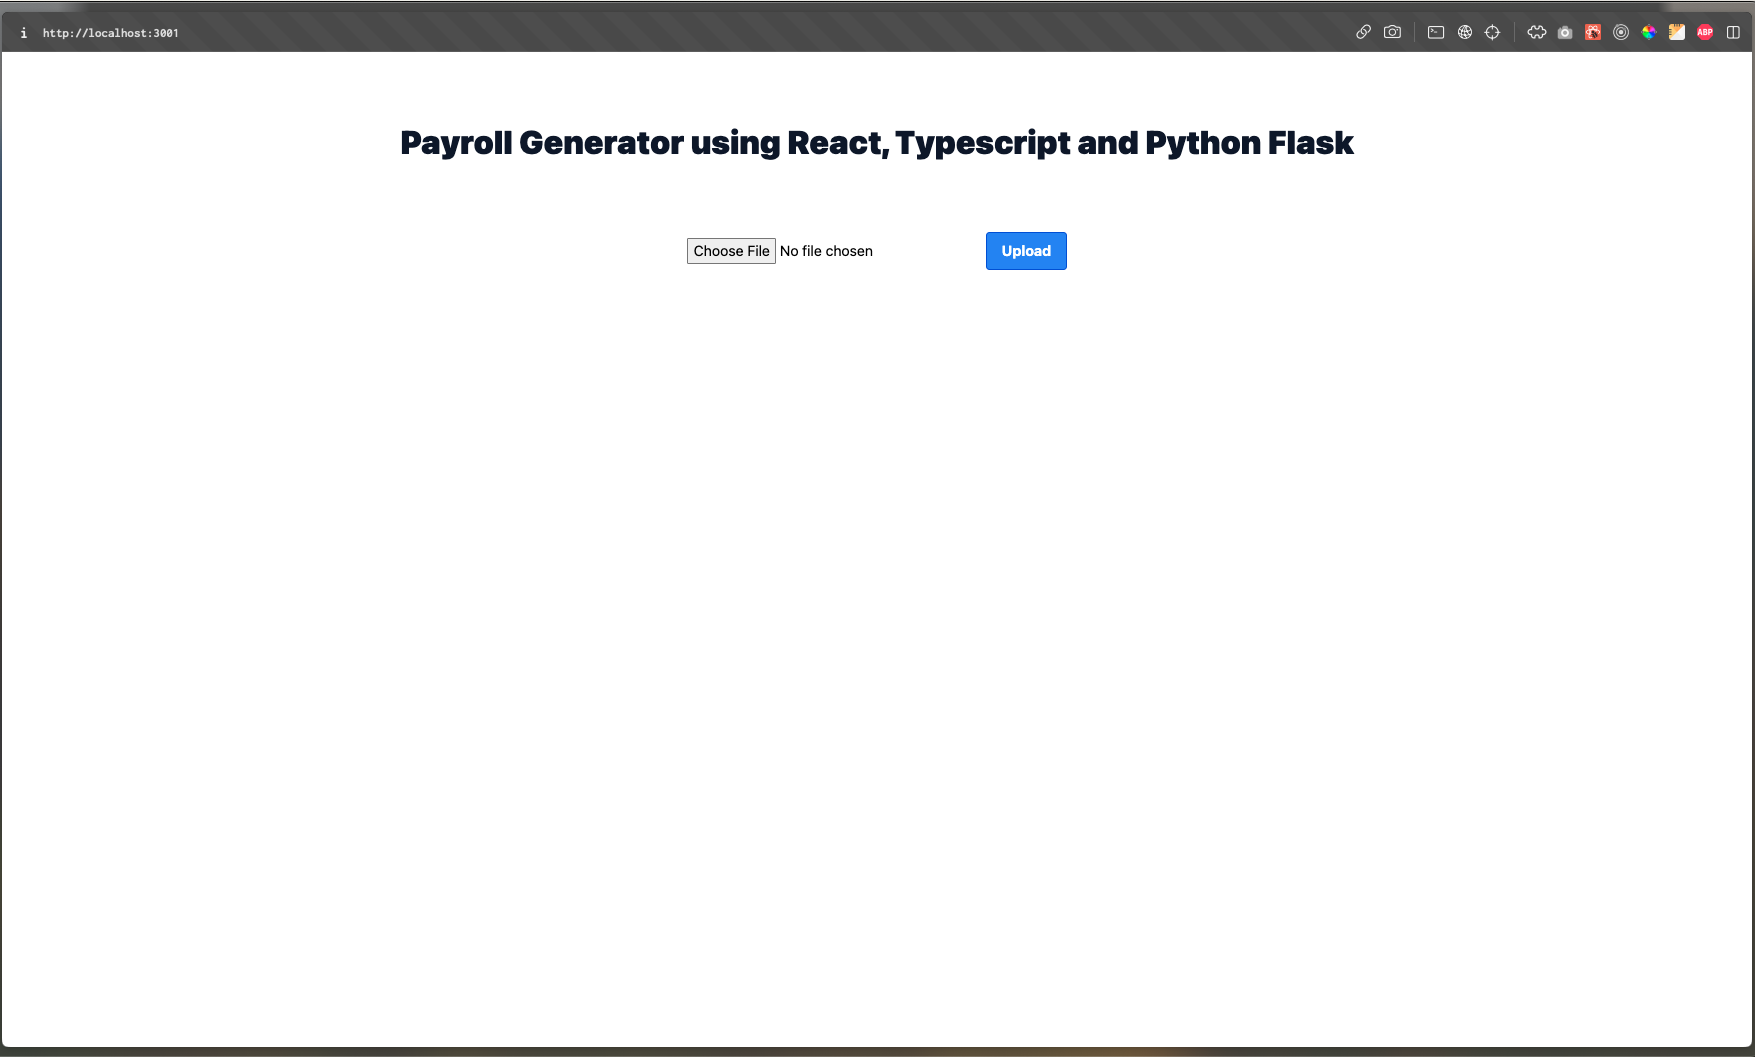 i http://localhost:3001
ABP
Payroll Generator using React, Typescript and Python Flask
Choose File No file chosen Upload